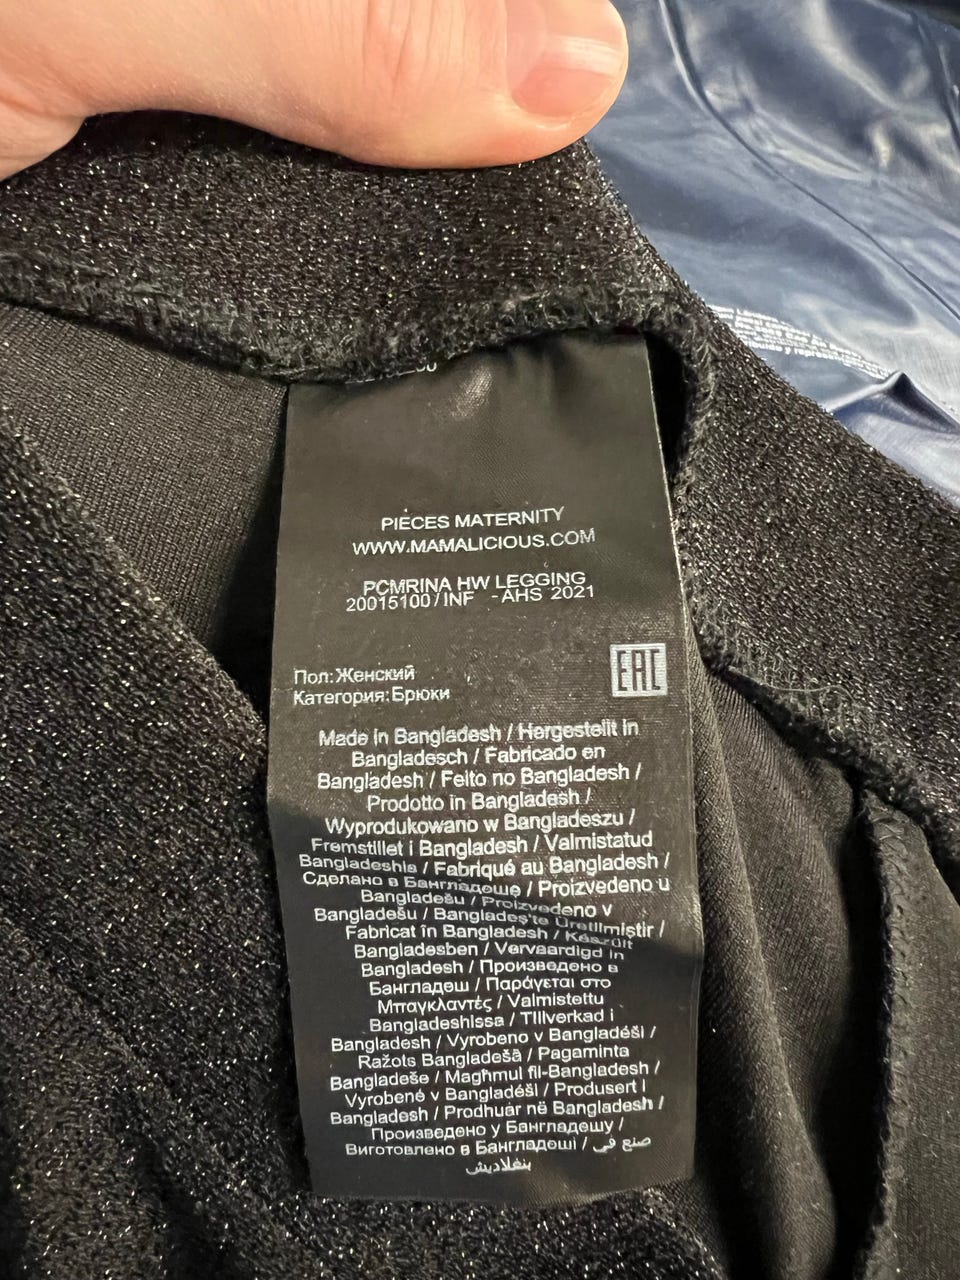 PIECES MATERNITY
WWW.MAMALICIOUS.COM
PCMRINA HW LEGGING
20015100/INF -AHS 2021
EAC
Пол:Женский
Категория:Брюки
Made in Bangladesh / Hergestellt in
Bangladesch / Fabricado en
Bangladesh / Feito no Bangladesh /
Prodotto in Bangladesh /
Wyprodukowano w Bangladeszu /
Fremstillet i Bangladesh / Valmistatud
Bangladeshis / Fabriqué au Bangladesh /
Сделано в Бангладеше / Proizvedeno u
Bangladešu / Proizvedeno v
Bangladešu / Bangladeş'te Üretilmiştir /
Fabricat în Bangladesh / Készült
Bangladesben / Vervaardigd in
Bangladesh / Произведено в
Бангладеш / Παράγεται στο
Μπαγκλαντές / Valmistettu
Bangladeshissa / Tillverkad i
Bangladesh / Vyrobeno v Bangladéši /
Ražots Bangladešā / Pagaminta
Bangladeše / Magħmul fil-Bangladesh /
Vyrobené v Bangladéši / Produsert i
Bangladesh / Prodhuar në Bangladesh /
Произведено у Бангладешу /
Виготовлено в Бангладеші / صنع في
بنغلاديش